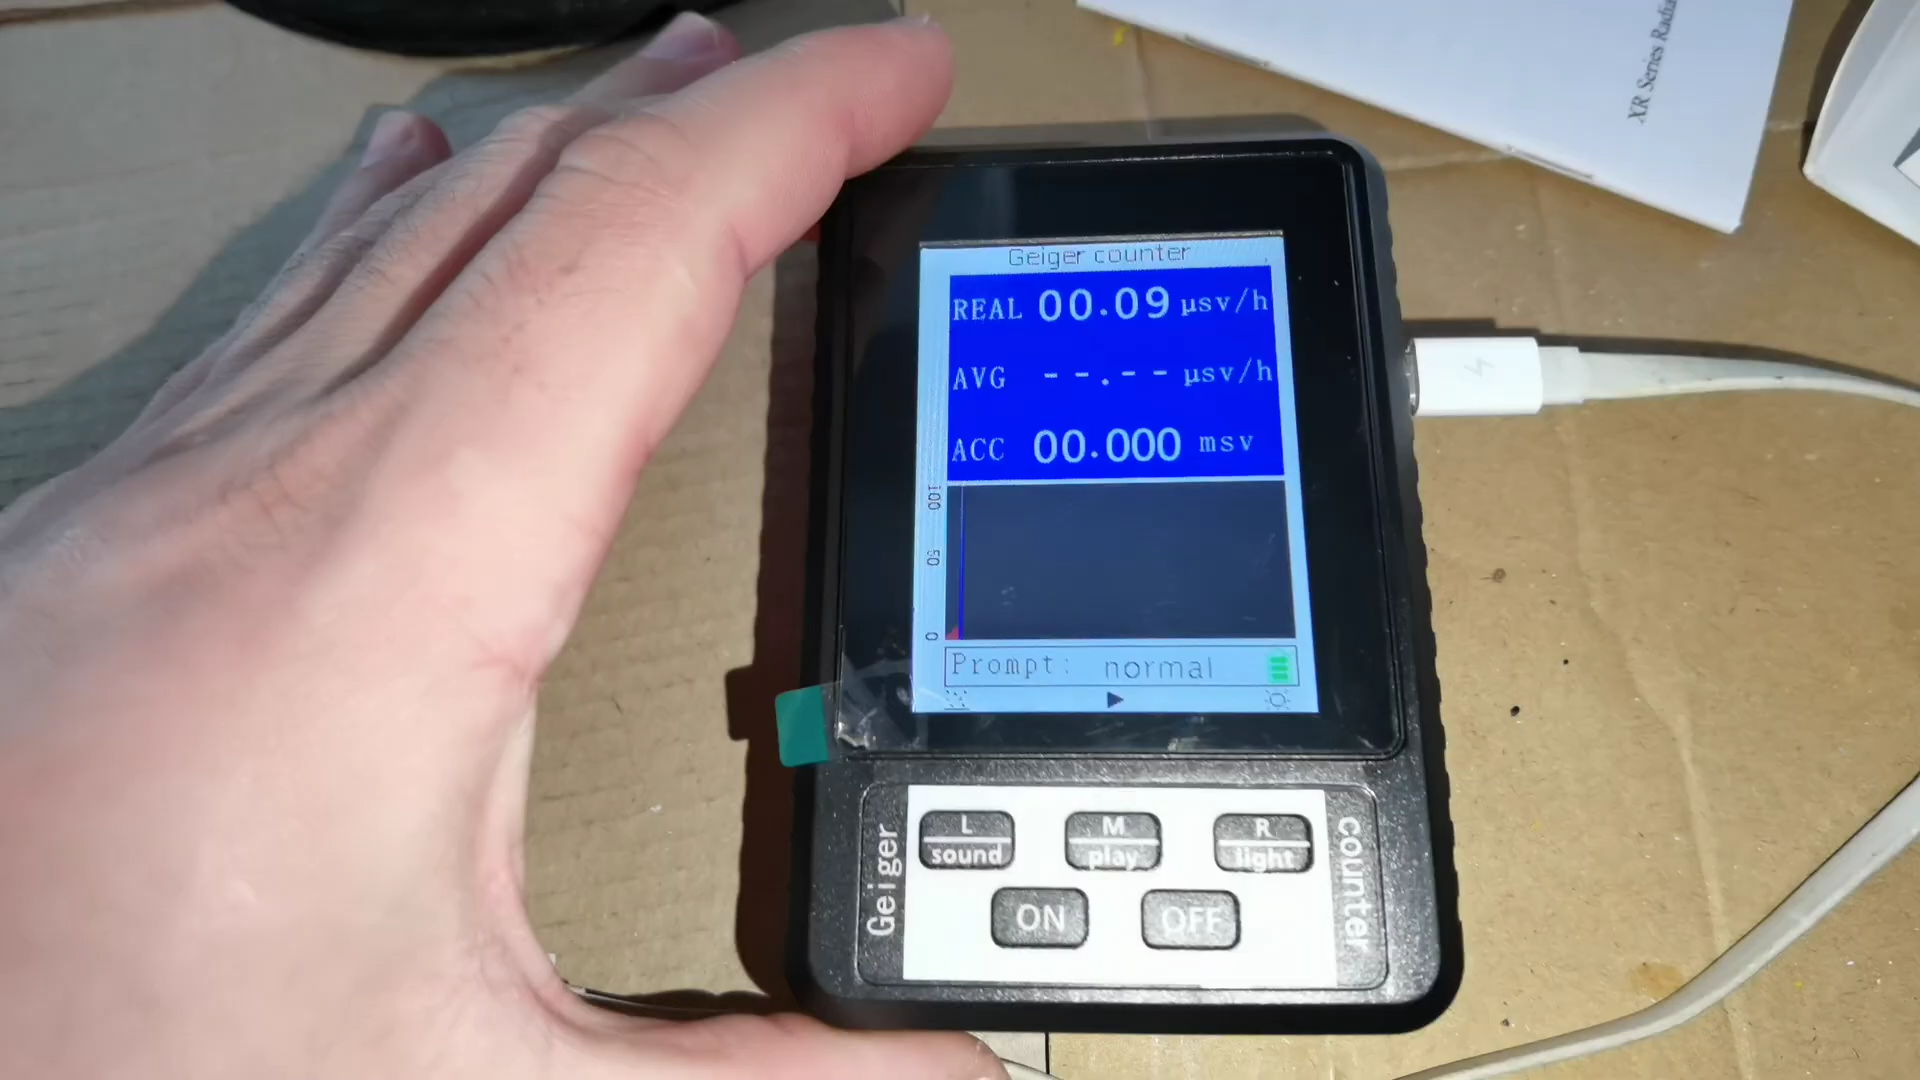 XR Series Radia
Geiger counter
REAL 00.09 µsv/h
AVG --.-- µsv/h
ACC 00.000 msv
100
50
0
Prompt: normal
L
sound
M
play
R
light
ON
OFF
Geiger
counter